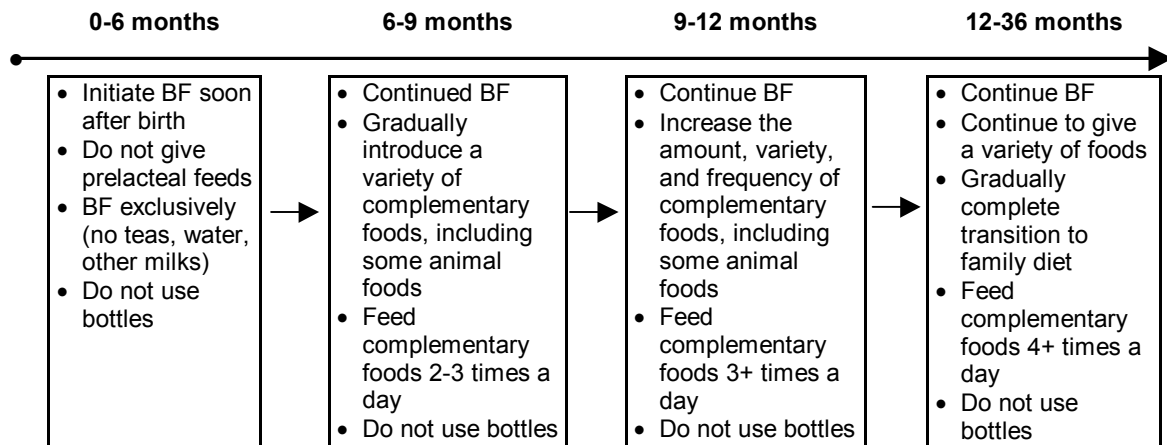 0-6 months
6-9 months
9-12 months
12-36 months
• Initiate BF soon
after birth
• Do not give
prelacteal feeds
• BF exclusively
(no teas, water,
other milks)
• Do not use
bottles
• Continued BF
• Gradually
introduce a
variety of
complementary
foods, including
some animal
foods
• Feed
complementary
foods 2-3 times a
day
• Do not use bottles
• Continue BF
• Increase the
amount, variety,
and frequency of
complementary
foods, including
some animal
foods
• Feed
complementary
foods 3+ times a
day
• Do not use bottles
• Continue BF
• Continue to give
a variety of foods
• Gradually
complete
transition to
family diet
• Feed
complementary
foods 4+ times a
day
• Do not use
bottles